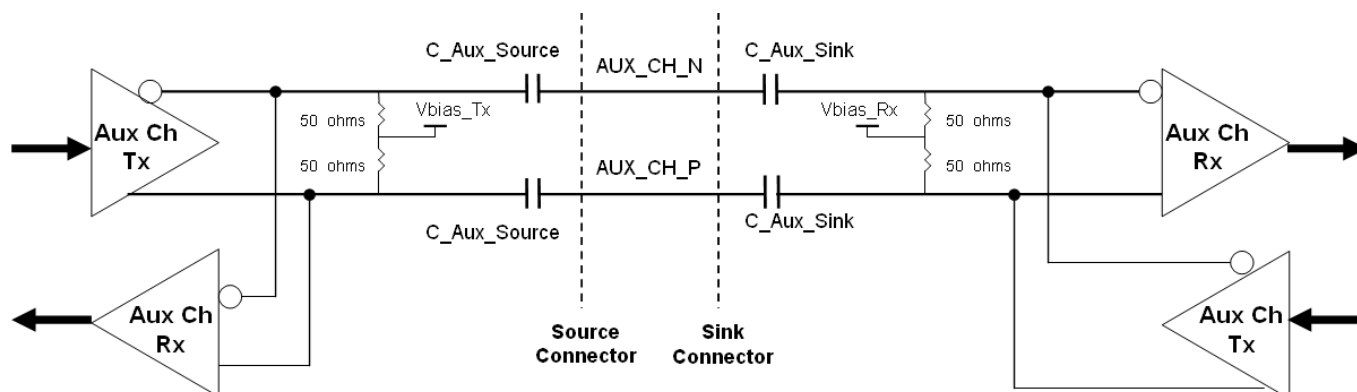 C_Aux_Source
AUX_CH_N
C_Aux_Sink
Aux Ch
Tx
50 ohms
Vbias_Tx
50 ohms
Vbias_Rx
50 ohms
50 ohms
Aux Ch
Rx
AUX_CH_P
C_Aux_Source
C_Aux_Sink
Aux Ch
Rx
Source
Connector
Sink
Connector
Aux Ch
Tx